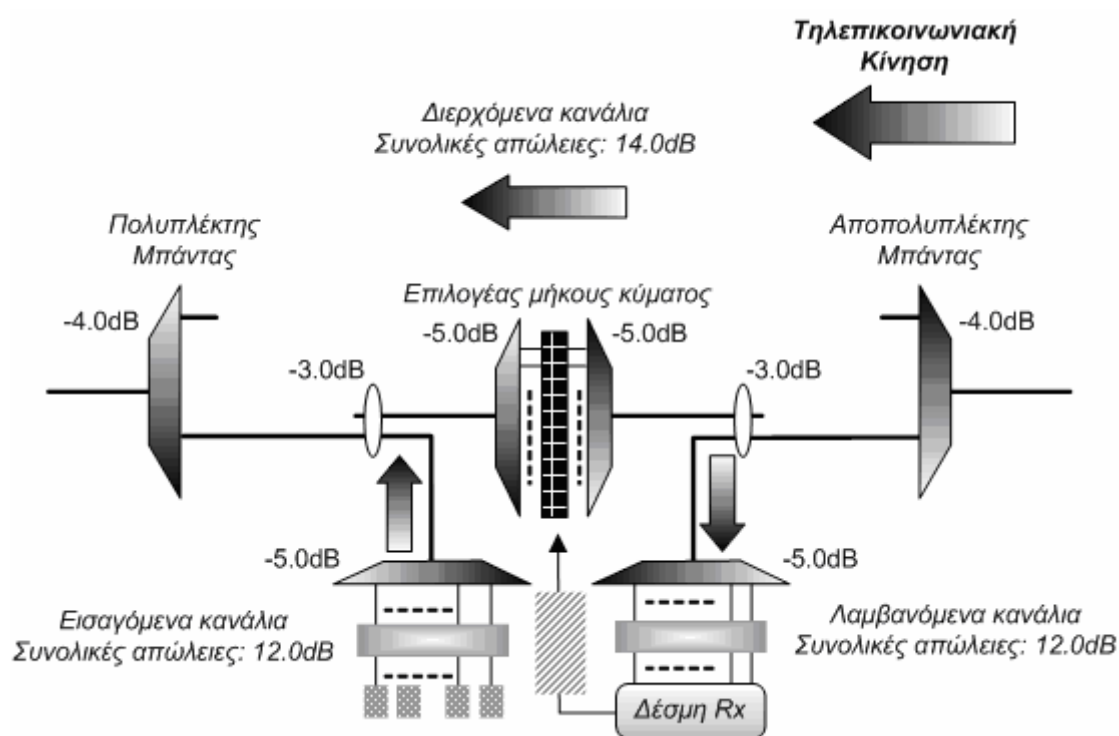 Τηλεπικοινωνιακή
Κίνηση
Διερχόμενα κανάλια
Συνολικές απώλειες: 14.0dB
Πολυπλέκτης
Μπάντας
Αποπολυπλέκτης
Μπάντας
Επιλογέας μήκους κύματος
-4.0dB
-5.0dB
-5.0dB
-4.0dB
-3.0dB
-3.0dB
-5.0dB
-5.0dB
Εισαγόμενα κανάλια
Συνολικές απώλειες: 12.0dB
Λαμβανόμενα κανάλια
Συνολικές απώλειες: 12.0dB
Δέσμη Rx